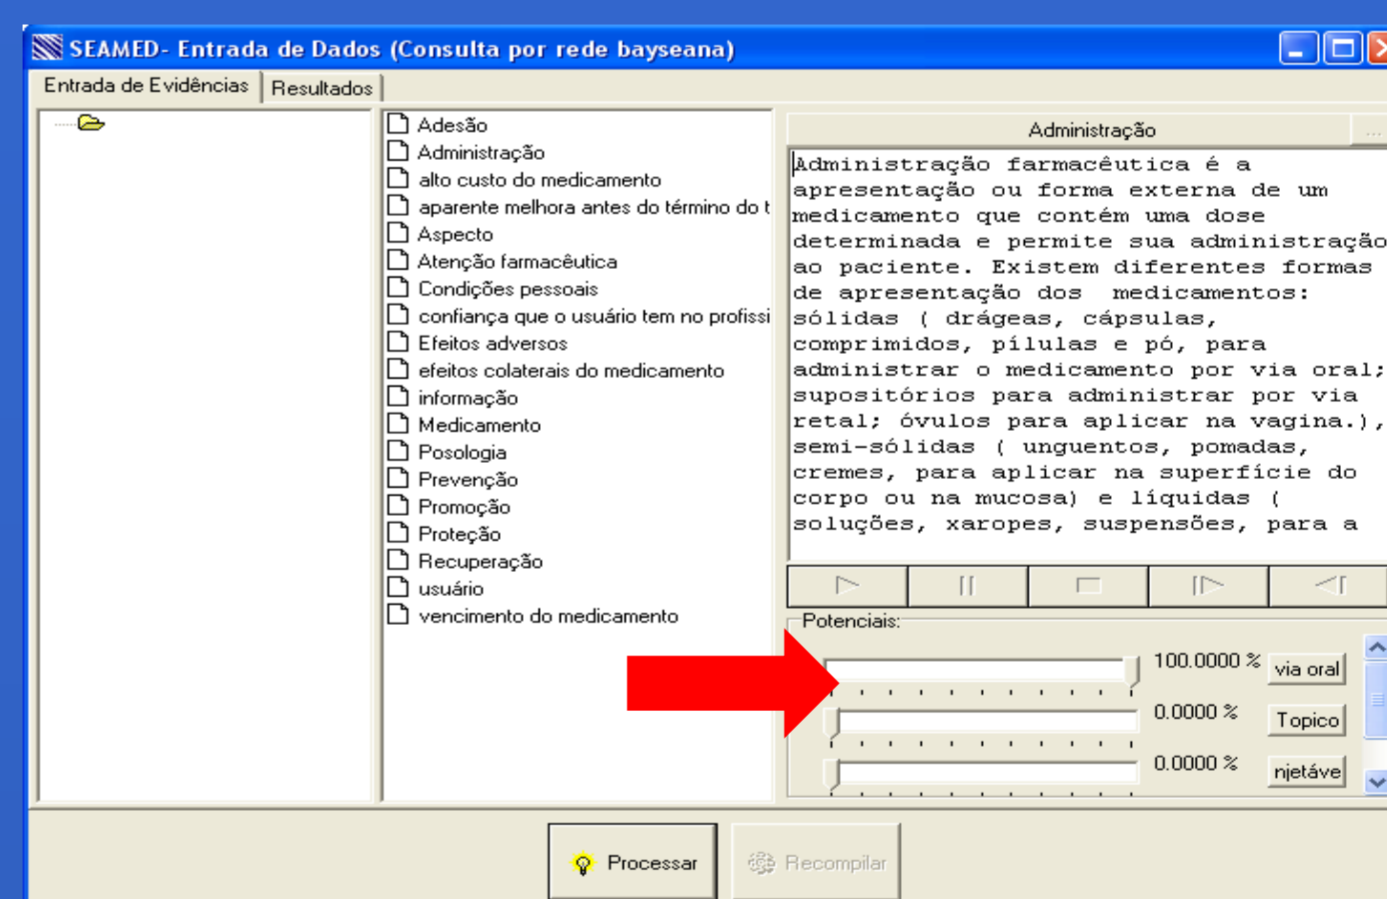 SEAMED- Entrada de Dados (Consulta por rede bayseana)
Entrada de Evidências
Resultados
Adesão
Administração
alto custo do medicamento
aparente melhora antes do término do t
Aspecto
Atenção farmacêutica
Condições pessoais
confiança que o usuário tem no profissi
Efeitos adversos
efeitos colaterais do medicamento
informação
Medicamento
Posologia
Prevenção
Promoção
Proteção
Recuperação
usuário
vencimento do medicamento
Administração
...
Administração farmacêutica é a
apresentação ou forma externa de um
medicamento que contém uma dose
determinada e permite sua administração
ao paciente. Existem diferentes formas
de apresentação dos  medicamentos:
sólidas ( drágeas, cápsulas,
comprimidos, pílulas e pó, para
administrar o medicamento por via oral;
supositórios para administrar por via
retal; óvulos para aplicar na vagina.),
semi-sólidas ( unguentos, pomadas,
cremes, para aplicar na superfície do
corpo ou na mucosa) e líquidas (
soluções, xaropes, suspensões, para a
Potenciais:
100.0000 % via oral
0.0000 % Topico
0.0000 % njetáve
Processar
Recompilar